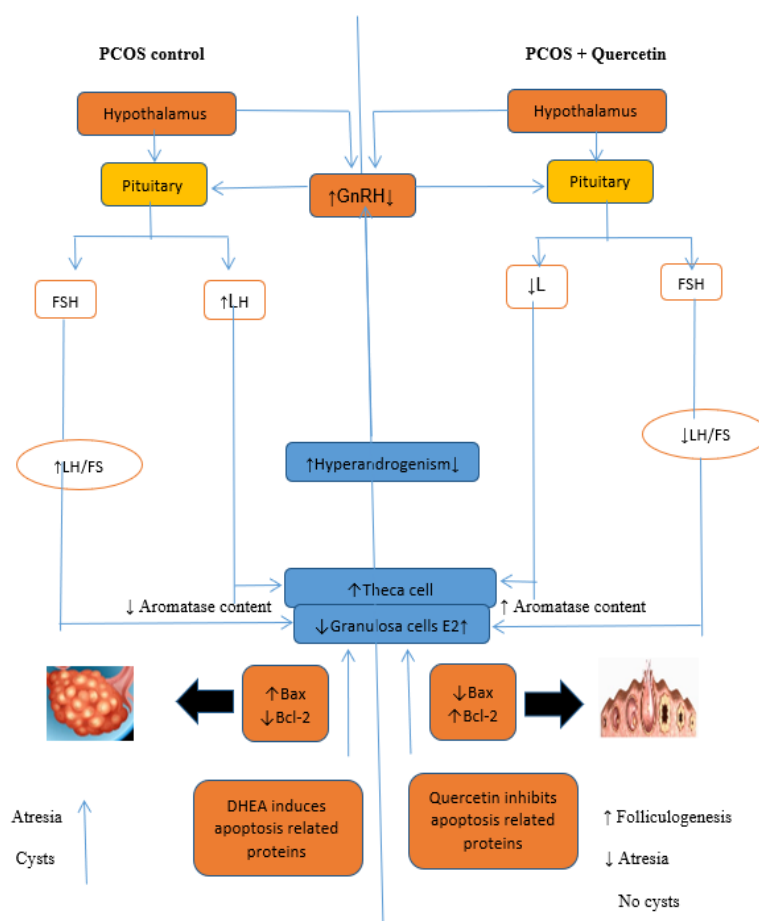 PCOS control
PCOS + Quercetin
Hypothalamus
Hypothalamus
Pituitary
↑GnRH↓
Pituitary
FSH
↑LH
↓L
FSH
↑LH/FS
↓LH/FS
↑Hyperandrogenism↓
↑Theca cell
↓ Aromatase content
↑ Aromatase content
↓Granulosa cells E2↑
↑Bax
↓Bcl-2
↓Bax
↑Bcl-2
DHEA induces
apoptosis related
proteins
Quercetin inhibits
apoptosis related
proteins
Atresia
Cysts
↑ Folliculogenesis
↓ Atresia
No cysts